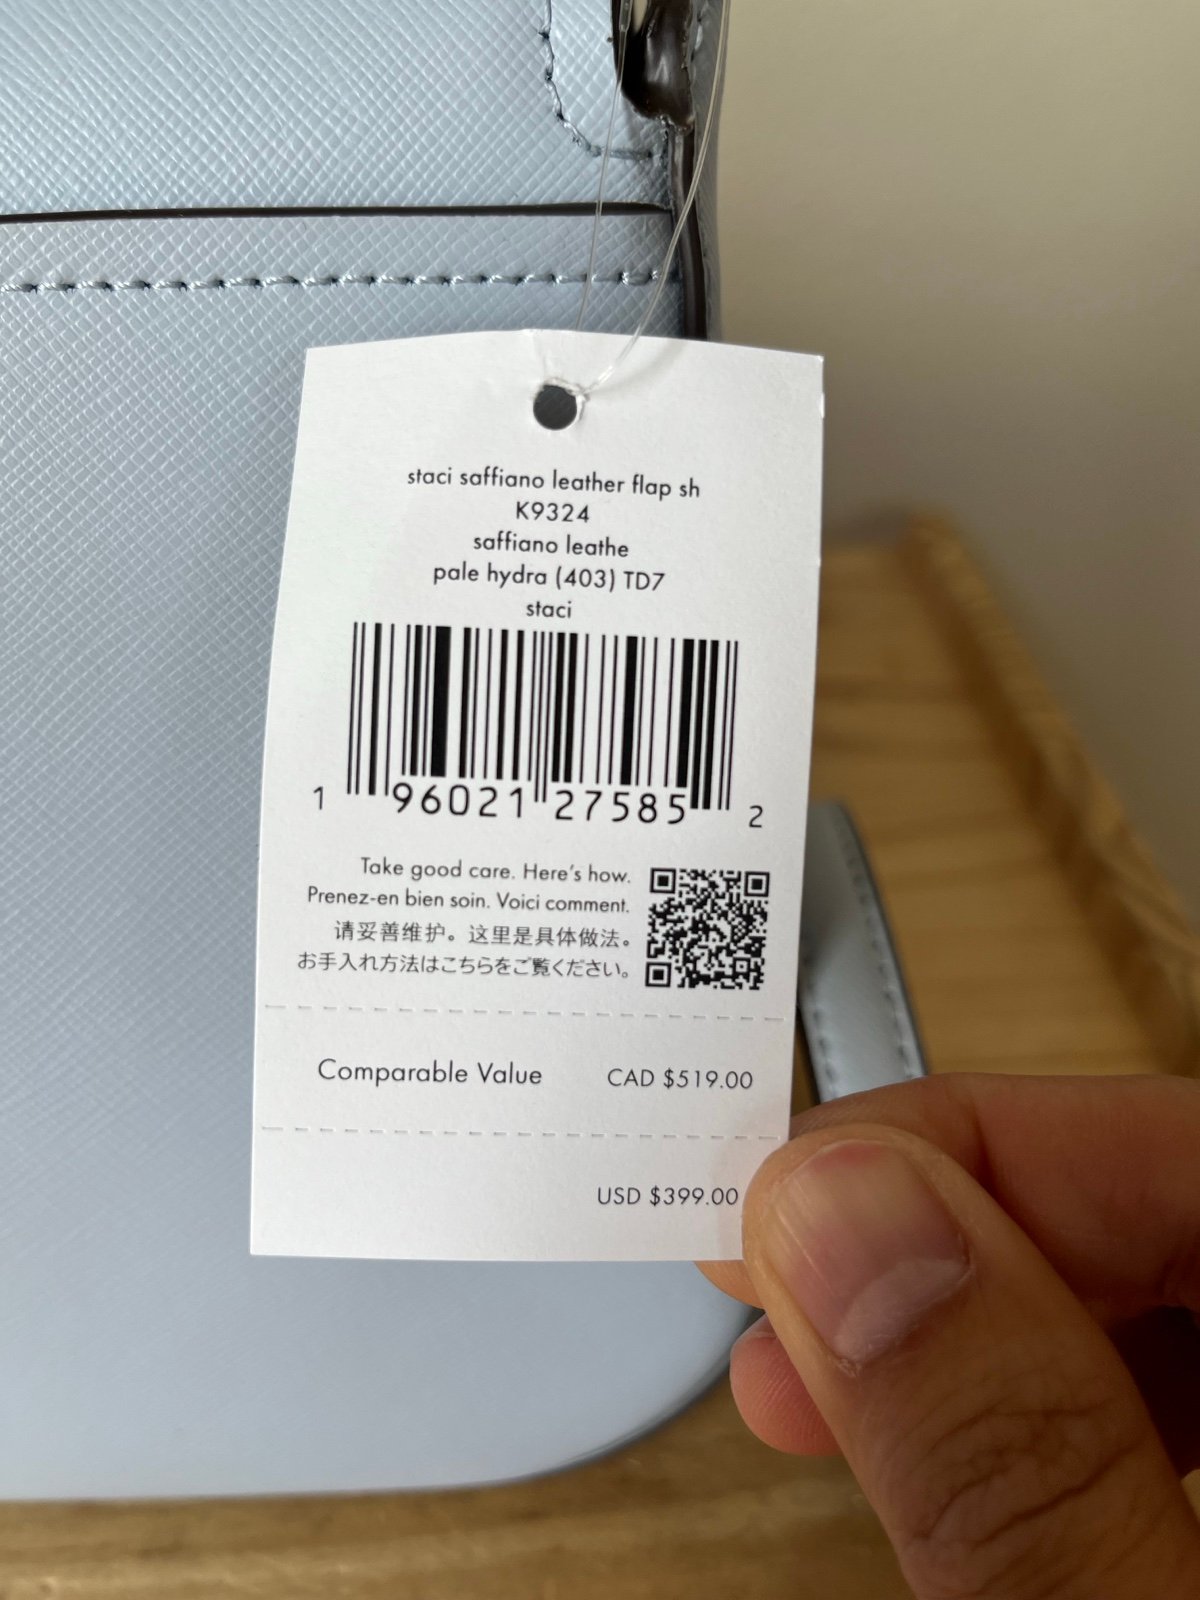 staci saffiano leather flap sh
K9324
saffiano leathe
pale hydra (403) TD7
staci
1 96021 27585 2
Take good care. Here's how.
Prenez-en bien soin. Voici comment.
请妥善维护。这里是具体做法。
お手入れ方法はこちらをご覧ください。
Comparable Value CAD $519.00
USD $399.00